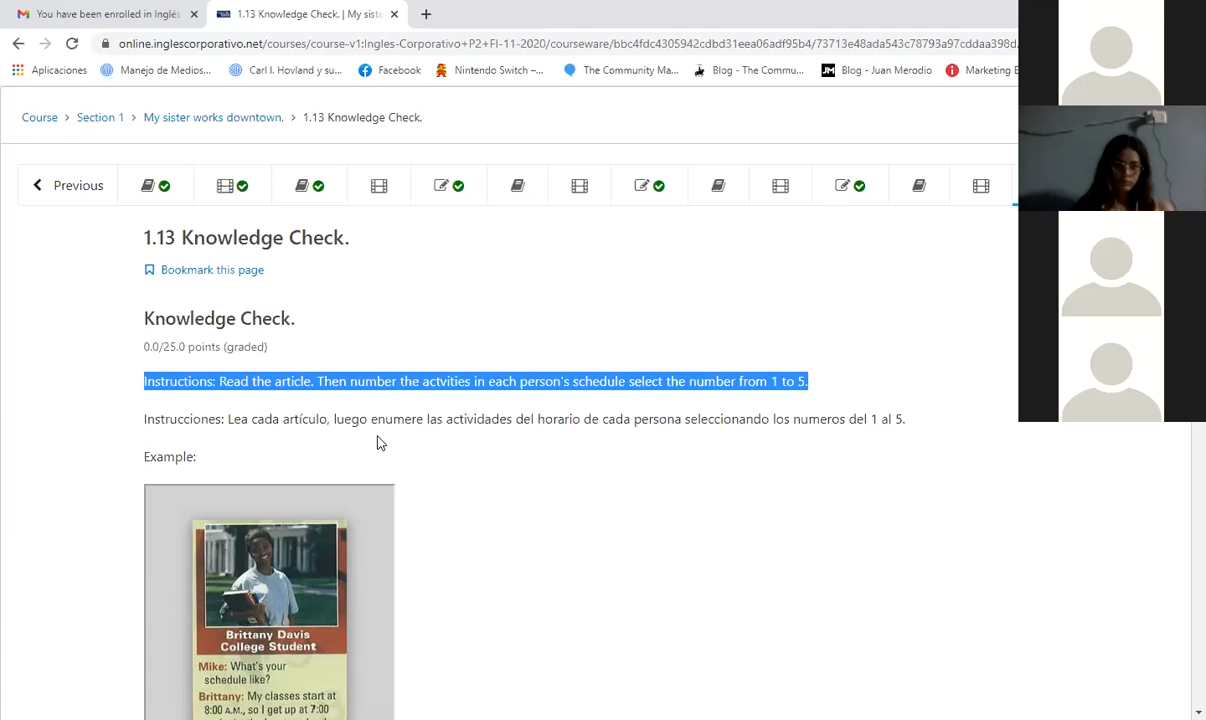 You have been enrolled in Inglés
1.13 Knowledge Check. | My siste
online.inglescorporativo.net/courses/course-v1:Ingles-Corporativo+P2+FI-11-2020/courseware/bbc4fdc4305942cdbd31eea06adf95b4/73713e48ada543c78793a97cddaa398d
Aplicaciones
Manejo de Medios...
Carl I. Hovland y su...
Facebook
Nintendo Switch –...
The Community Ma...
Blog - The Commu...
JM
Blog - Juan Merodio
Marketing E
Course > Section 1 > My sister works downtown. > 1.13 Knowledge Check.
Previous
1.13 Knowledge Check.
Bookmark this page
Knowledge Check.
0.0/25.0 points (graded)
Instructions: Read the article. Then number the actvities in each person's schedule select the number from 1 to 5.
Instrucciones: Lea cada artículo, luego enumere las actividades del horario de cada persona seleccionando los numeros del 1 al 5.
Example:
Brittany Davis
College Student
Mike: What's your
schedule like?
Brittany: My classes start at
8:00 A.M., so I get up at 7:00